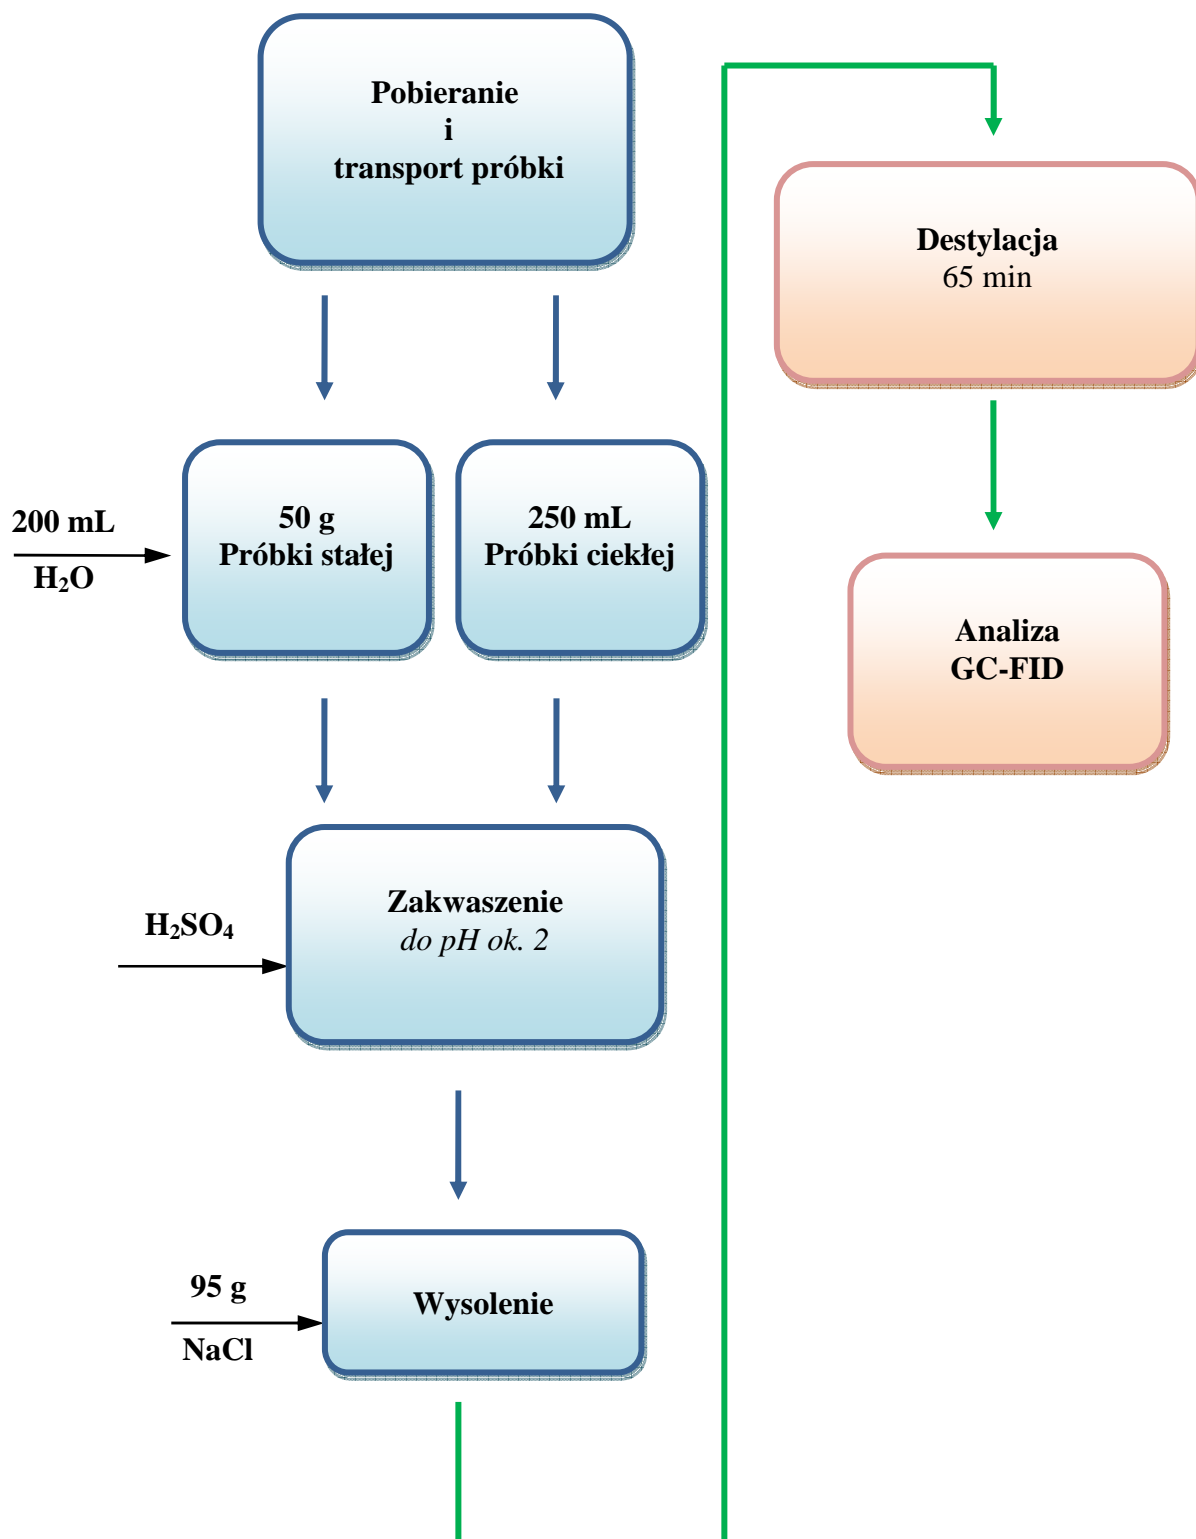 Pobieranie
i
transport próbki
200 mL
H₂O
50 g
Próbki stałej
250 mL
Próbki ciekłej
H₂SO₄
Zakwaszenie
do pH ok. 2
95 g
NaCl
Wysolenie
Destylacja
65 min
Analiza
GC-FID